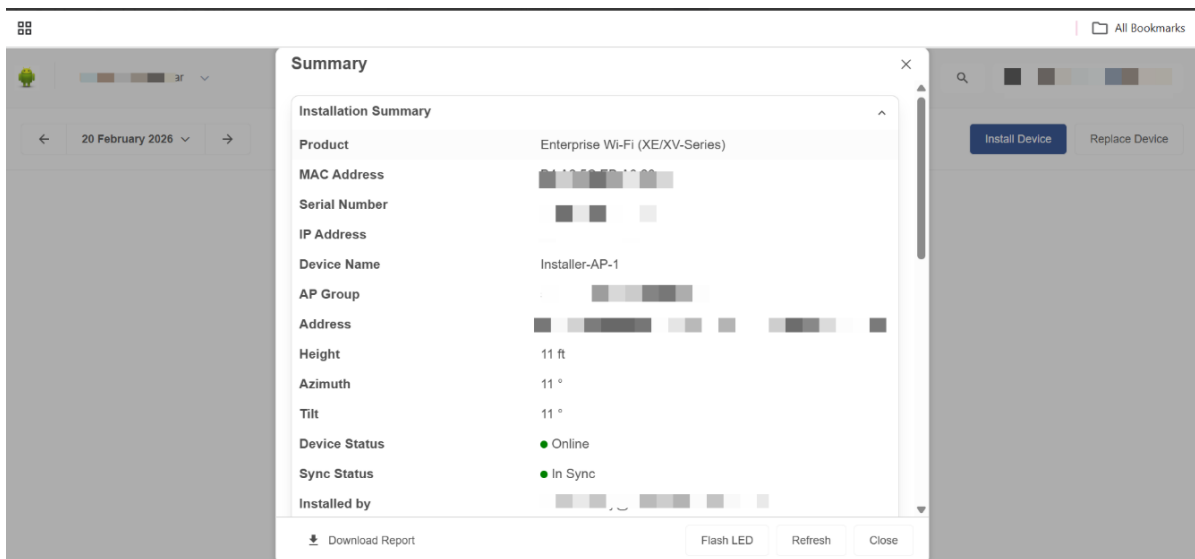 All Bookmarks
Summary
ar
20 February 2026
Install Device
Replace Device
Installation Summary
Product Enterprise Wi-Fi (XE/XV-Series)
MAC Address
Serial Number
IP Address
Device Name Installer-AP-1
AP Group
Address
Height 11 ft
Azimuth 11 °
Tilt 11 °
Device Status Online
Sync Status In Sync
Installed by
Download Report
Flash LED
Refresh
Close